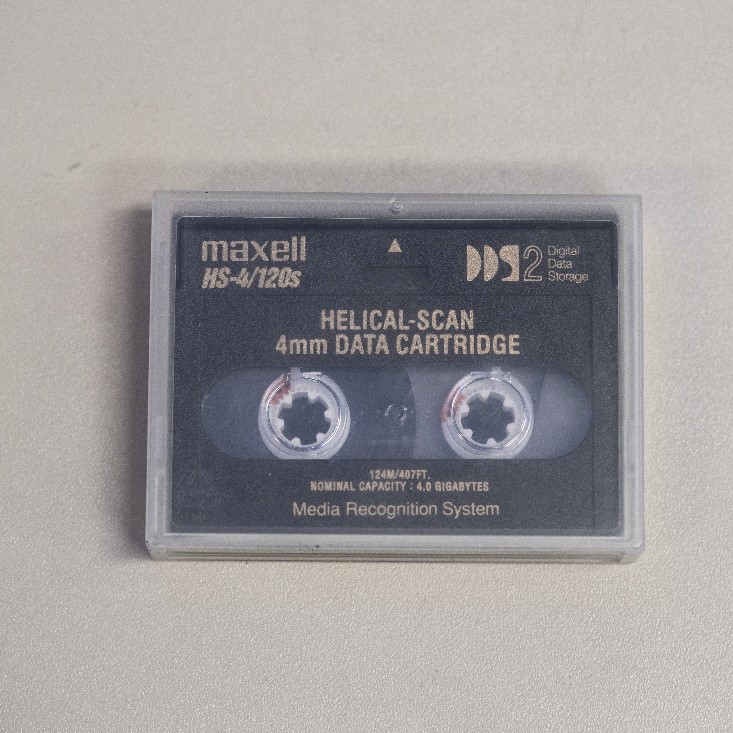 maxell
HS-4/120s
DDS2 Digital
Data
Storage
HELICAL-SCAN
4mm DATA CARTRIDGE
124M/407FT.
NOMINAL CAPACITY : 4.0 GIGABYTES
Media Recognition System